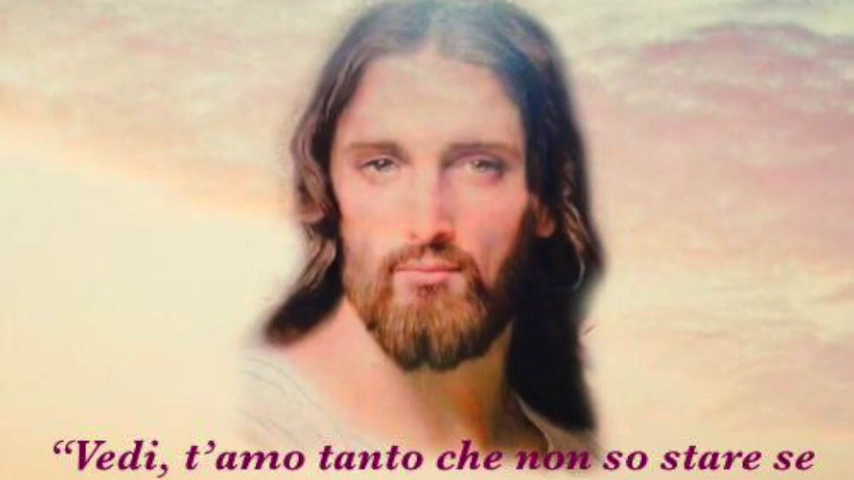 “Vedi, t’amo tanto che non so stare se